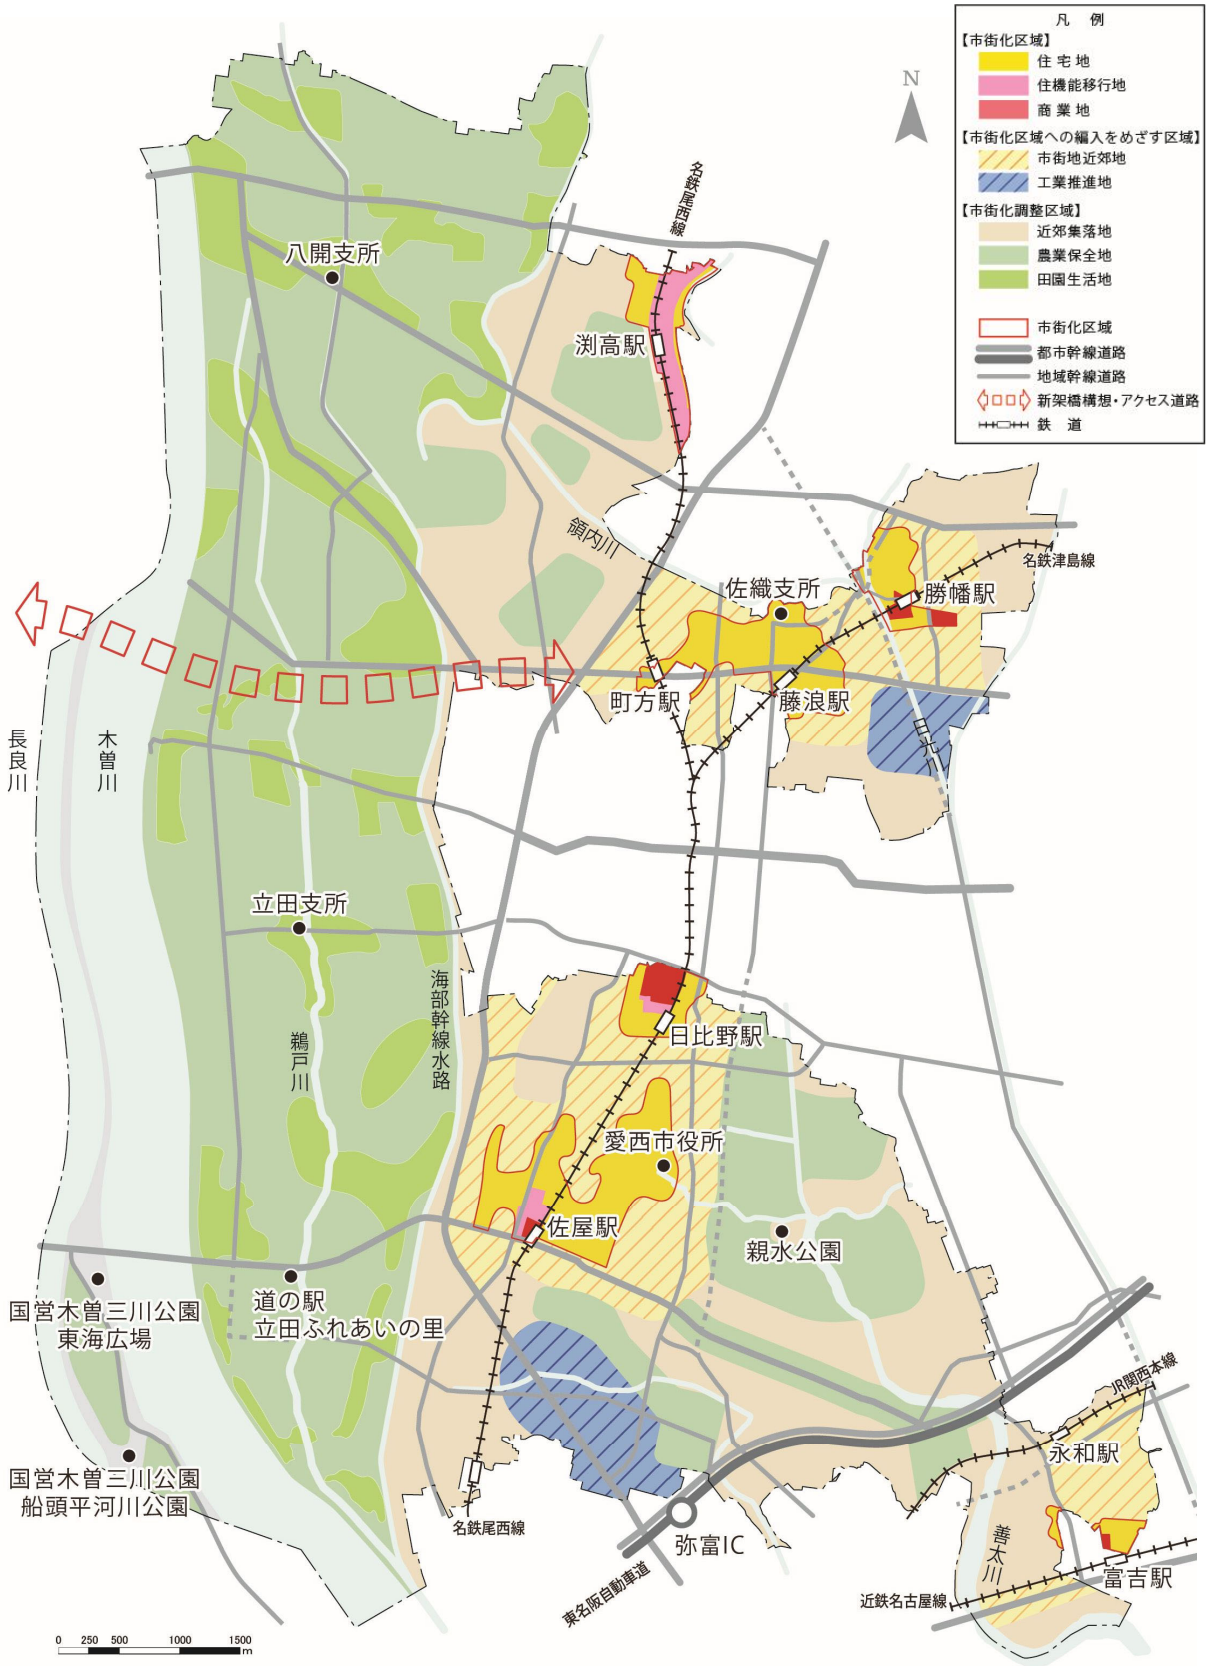 凡 例
【市街化区域】
住 宅 地
住機能移行地
商 業 地
【市街化区域への編入をめざす区域】
市街地近郊地
工業推進地
【市街化調整区域】
近郊集落地
農業保全地
田園生活地
市街化区域
都市幹線道路
地域幹線道路
新架橋構想・アクセス道路
鉄 道
N
名鉄尾西線
八開支所
渕高駅
領内川
名鉄津島線
佐織支所
勝幡駅
町方駅
藤浪駅
日光川
長良川
木曽川
立田支所
海部幹線水路
鵜戸川
日比野駅
愛西市役所
佐屋駅
親水公園
国営木曽三川公園
東海広場
道の駅
立田ふれあいの里
JR関西本線
永和駅
国営木曽三川公園
船頭平河川公園
名鉄尾西線
弥富IC
善太川
富吉駅
東名阪自動車道
近鉄名古屋線
0 250 500 1000 1500
m